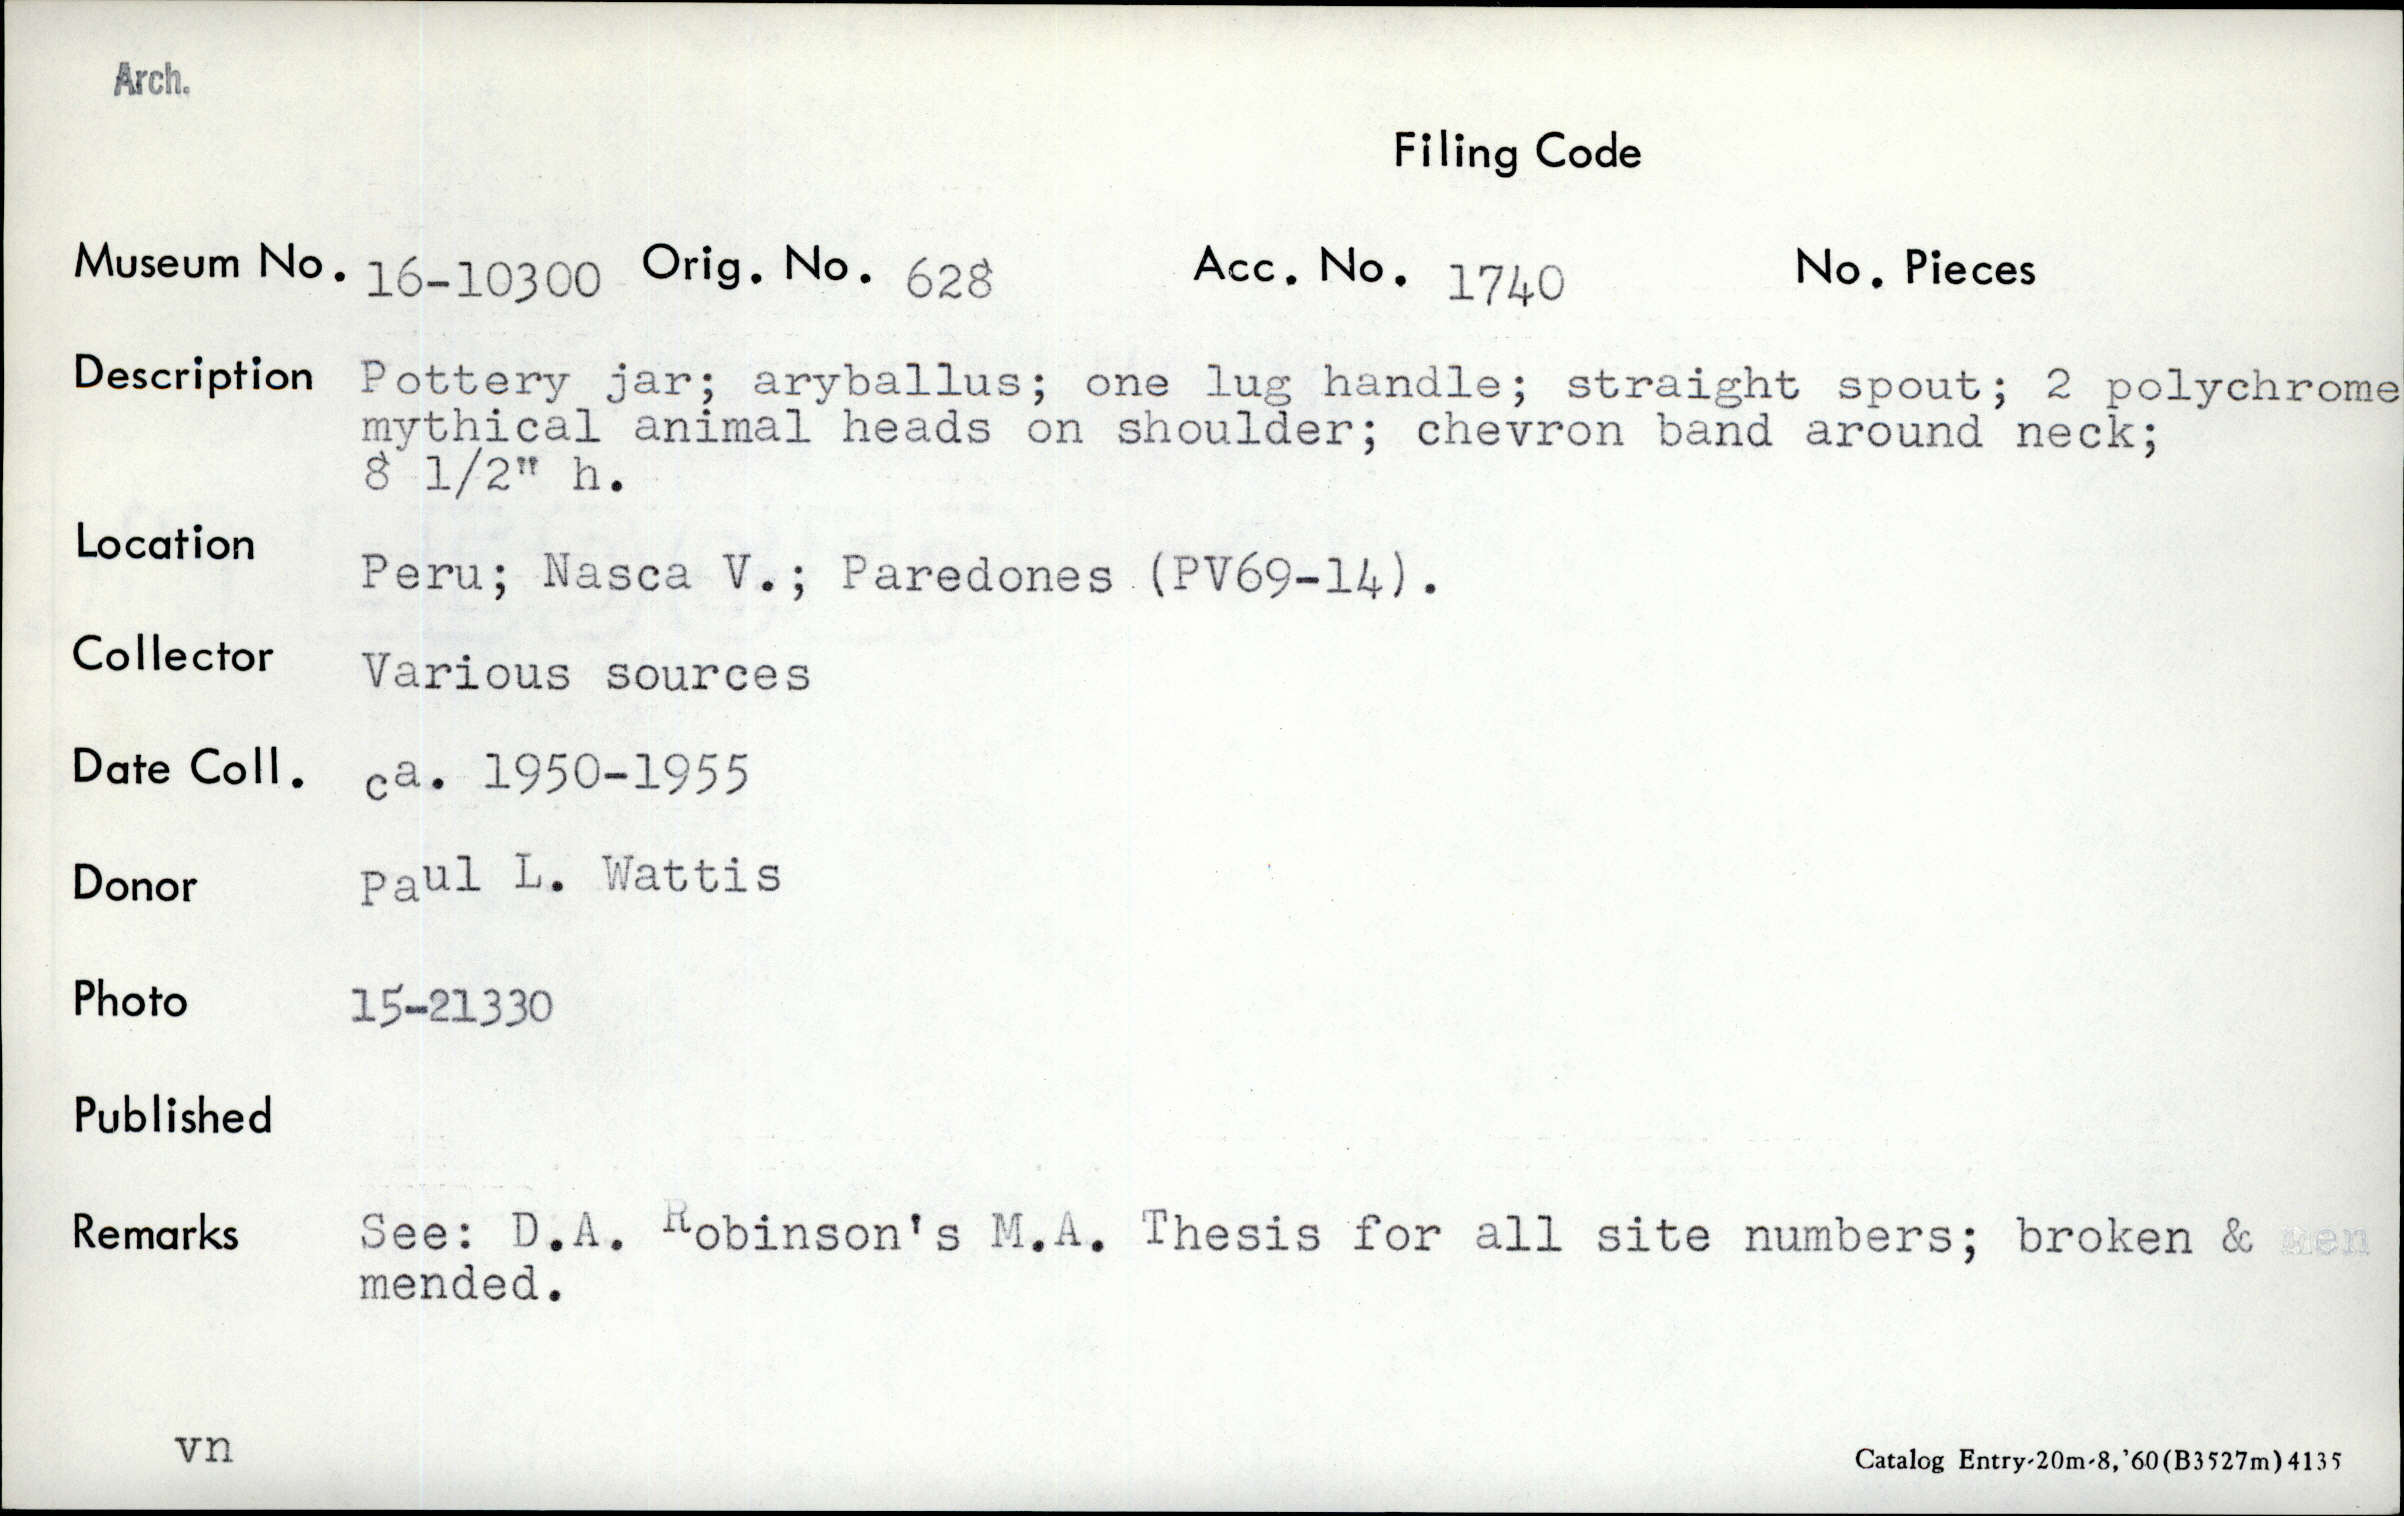 Arch.
Filing Code
Museum No. 16-10300 Orig. No. 628 Acc. No. 1740 No. Pieces
Description Pottery jar; aryballus; one lug handle; straight spout; 2 polychrome
mythical animal heads on shoulder; chevron band around neck;
8 1/2" h.
Location Peru; Nasca V.; Paredones (PV69-14).
Collector Various sources
Date Coll. ca. 1950-1955
Donor Paul L. Wattis
Photo 15-21330
Published
Remarks See: D.A. Robinson's M.A. Thesis for all site numbers; broken & men
mended.
vn
Catalog Entry-20m-8,'60(B3527m)4135